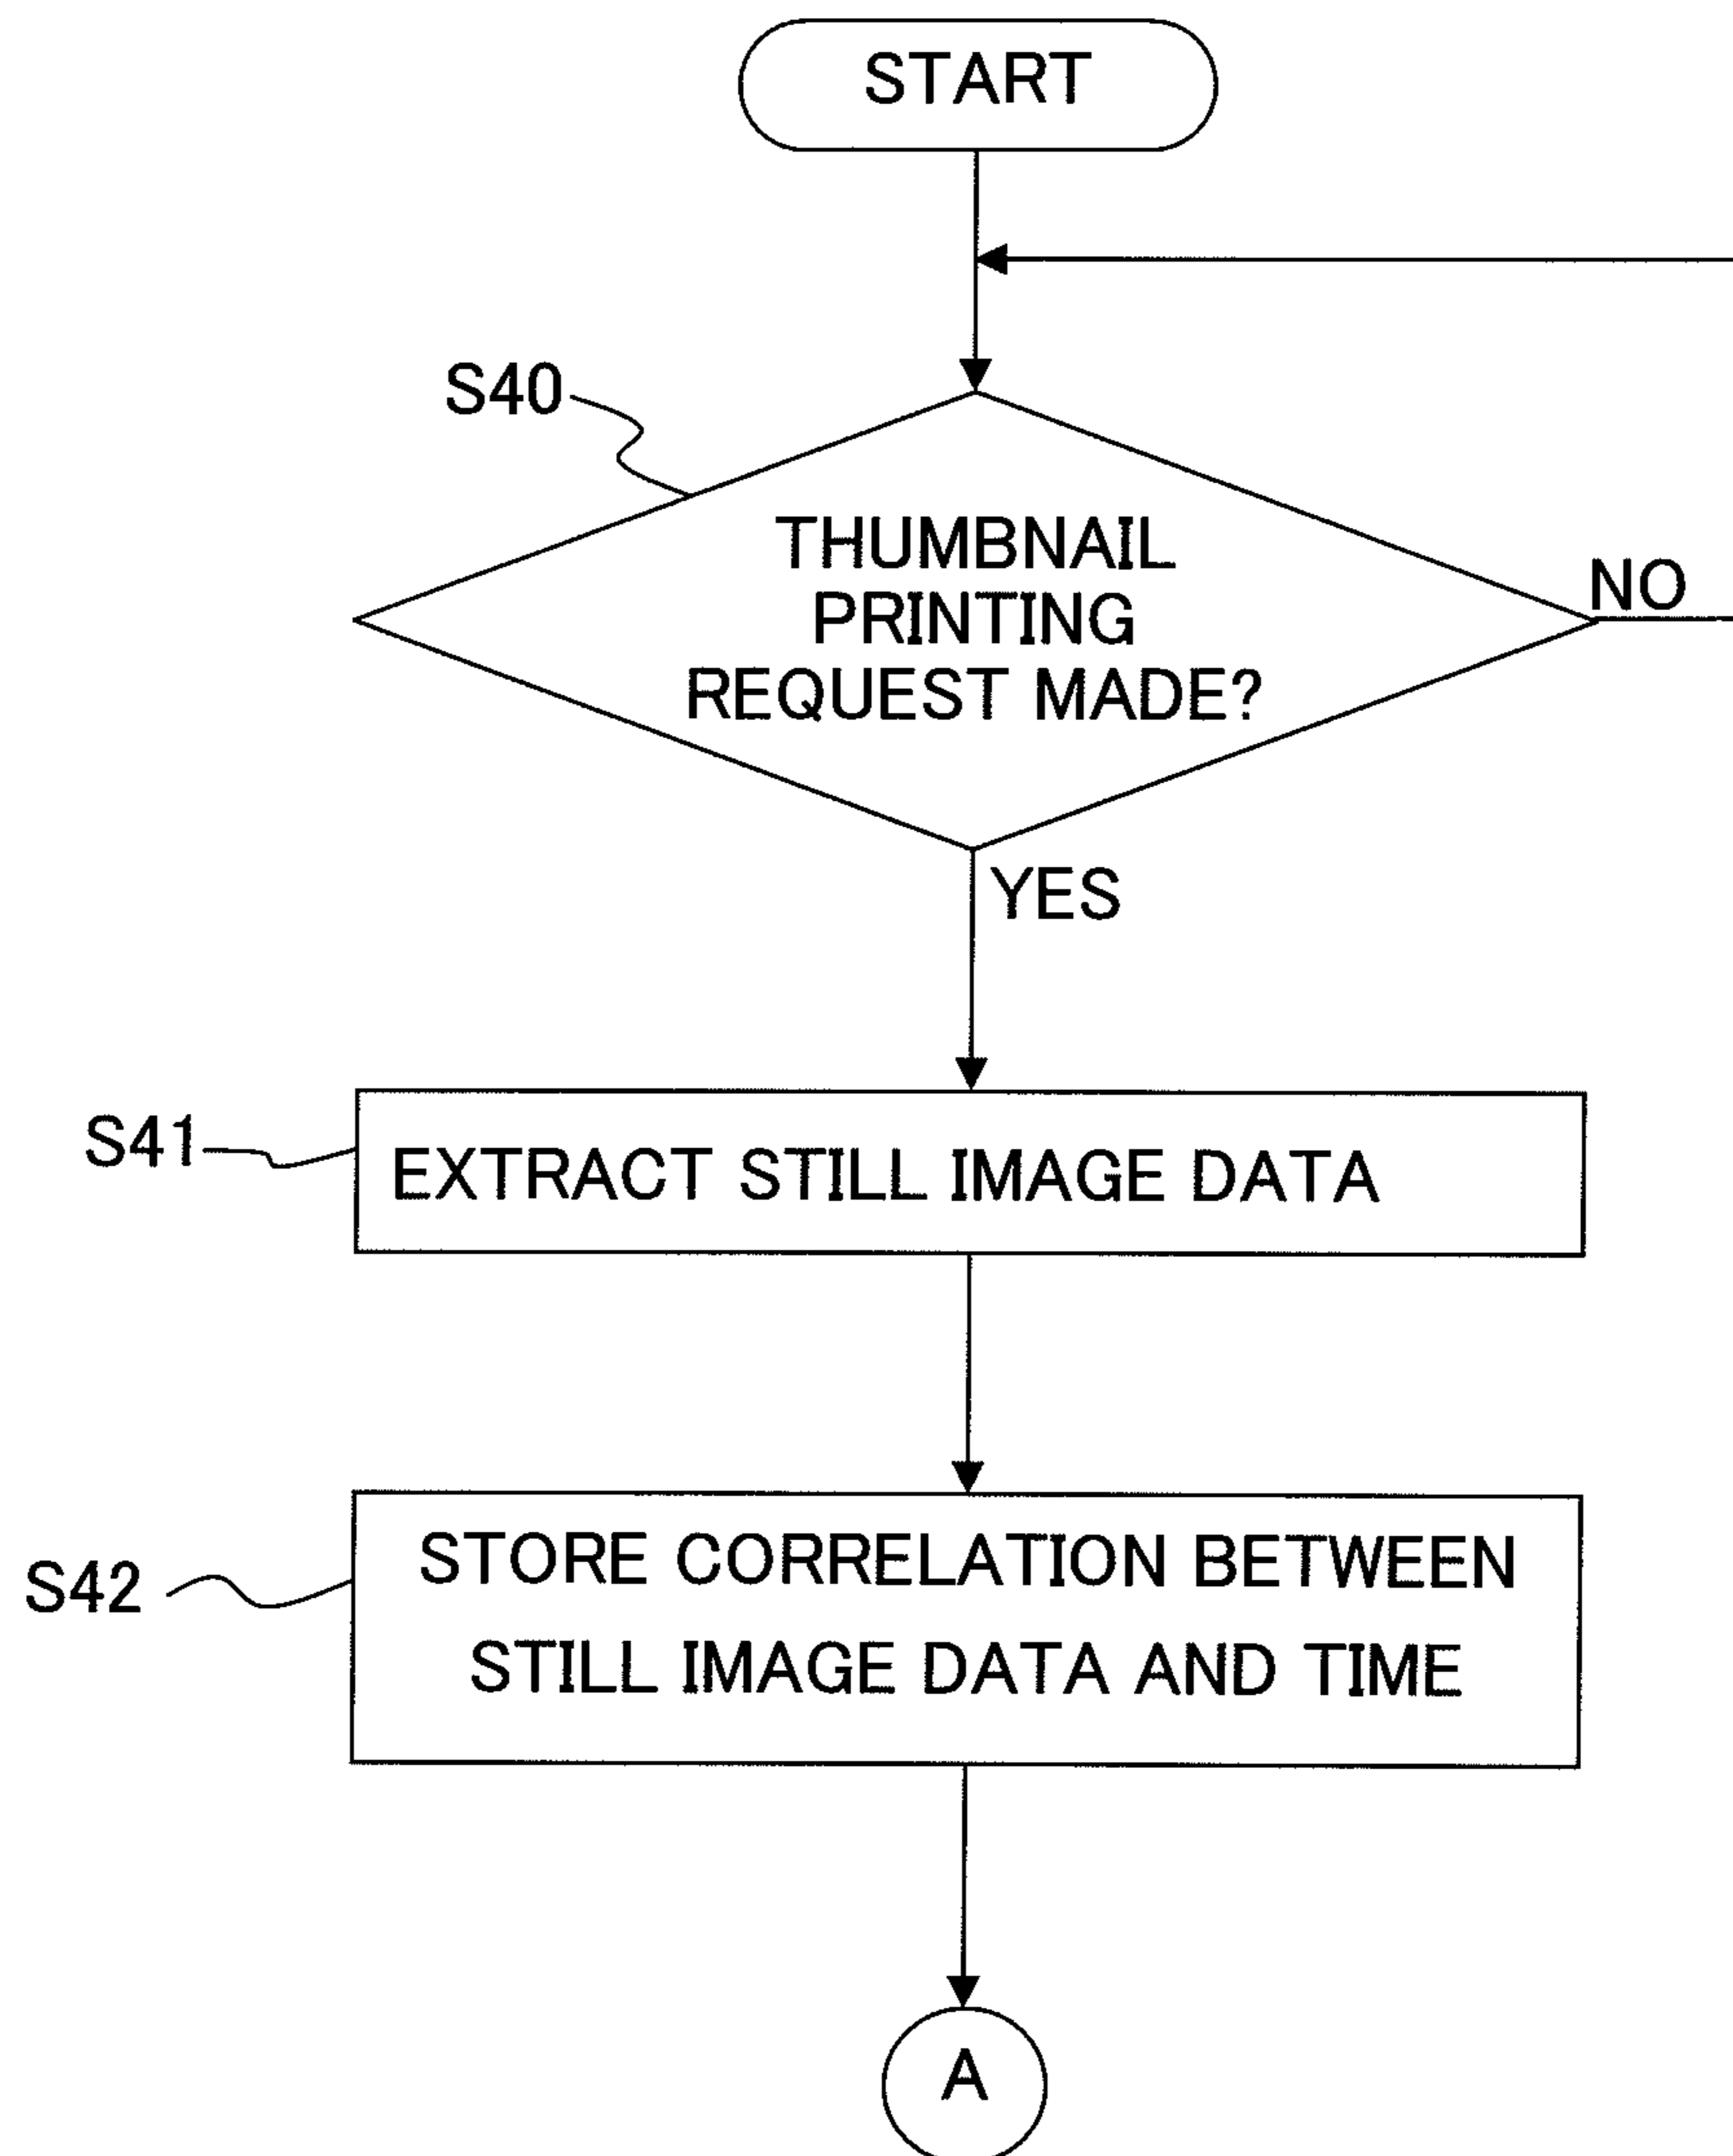 START
S40
THUMBNAIL
PRINTING
REQUEST MADE?
NO
YES
S41
EXTRACT STILL IMAGE DATA
S42
STORE CORRELATION BETWEEN
STILL IMAGE DATA AND TIME
A